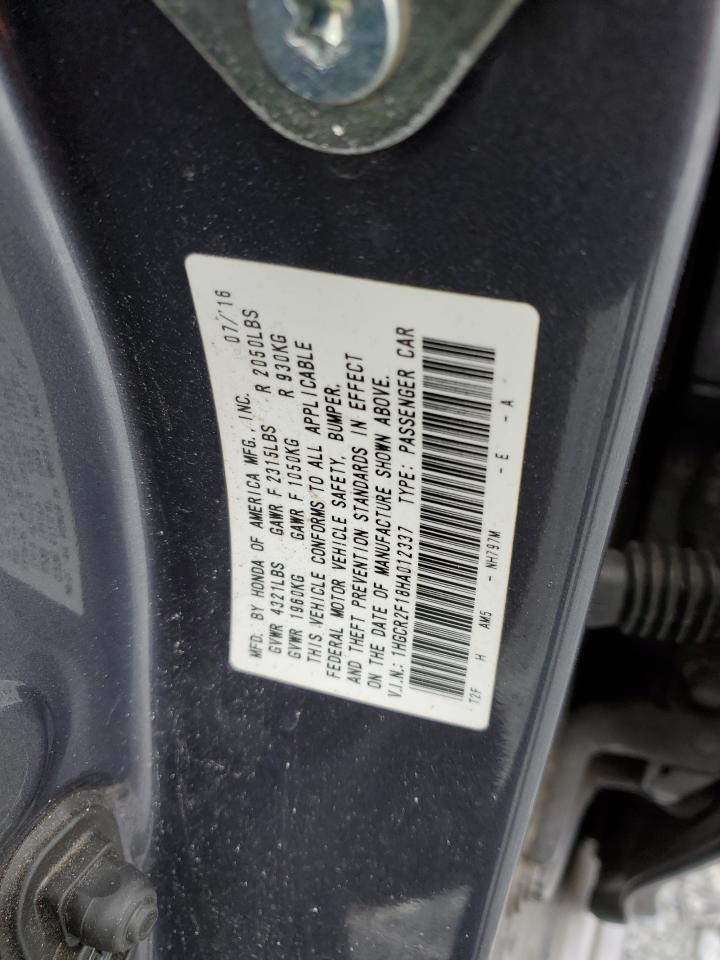 MFD. BY HONDA OF AMERICA MFG., INC. 07/16
GVWR 4321LBS GAWR F 2315LBS R 2050LBS
GVWR 1960KG GAWR F 1050KG R 930KG
THIS VEHICLE CONFORMS TO ALL APPLICABLE
FEDERAL MOTOR VEHICLE SAFETY, BUMPER,
AND THEFT PREVENTION STANDARDS IN EFFECT
ON THE DATE OF MANUFACTURE SHOWN ABOVE.
V.I.N.: 1HGCR2F18HA012337 TYPE: PASSENGER CAR
T2F H AM5 - NH797M - E - A